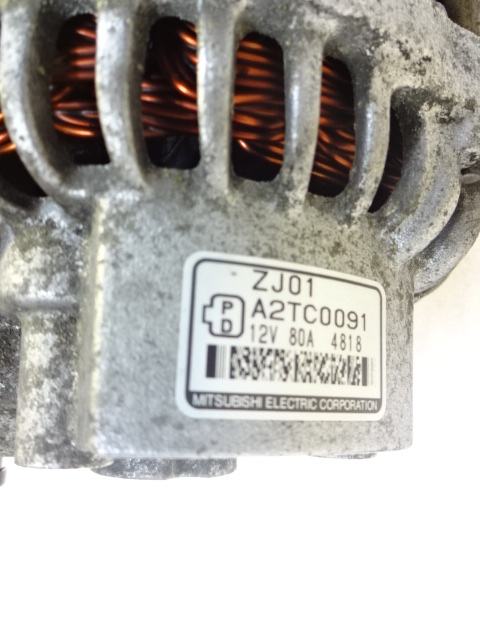 ZJ01
P A2TC0091
D
12V 80A 4818
MITSUBISHI ELECTRIC CORPORATION